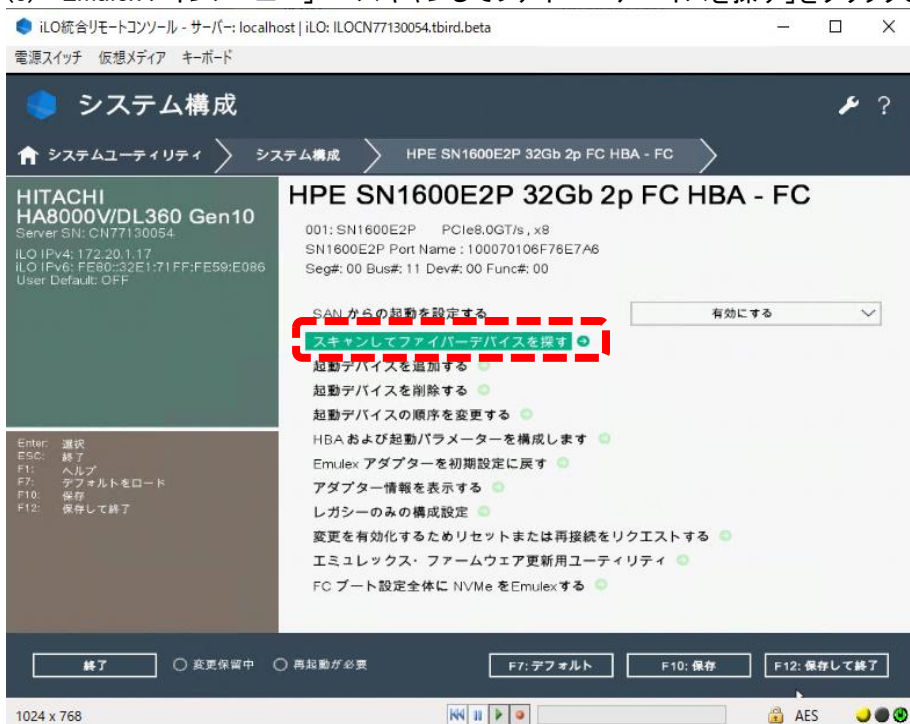 iLO統合リモートコンソール - サーバー: localhost | iLO: ILOCN77130054.tbird.beta
電源スイッチ 仮想メディア キーボード
システム構成
?
システムユーティリティ
システム構成
HPE SN1600E2P 32Gb 2p FC HBA - FC
HITACHI
HA8000V/DL360 Gen10
Server SN: CN77130054
iLO IPv4: 172.20.1.17
iLO IPv6: FE80::32E1:71FF:FE59:E086
User Default: OFF
Enter: 選択
ESC: 終了
F1: ヘルプ
F7: デフォルトをロード
F10: 保存
F12: 保存して終了
HPE SN1600E2P 32Gb 2p FC HBA - FC
001: SN1600E2P PCIe8.0GT/s , x8
SN1600E2P Port Name : 100070106F76E7A6
Seg#: 00 Bus#: 11 Dev#: 00 Func#: 00
SAN からの起動を設定する 有効にする
スキャンしてファイバーデバイスを探す
起動デバイスを追加する
起動デバイスを削除する
起動デバイスの順序を変更する
HBA および起動パラメーターを構成します
Emulex アダプターを初期設定に戻す
アダプター情報を表示する
レガシーのみの構成設定
変更を有効化するためリセットまたは再接続をリクエストする
エミュレックス・ファームウェア更新用ユーティリティ
FC ブート設定全体に NVMe をEmulexする
終了 変更保留中 再起動が必要 F7: デフォルト F10: 保存 F12: 保存して終了
1024 x 768 AES